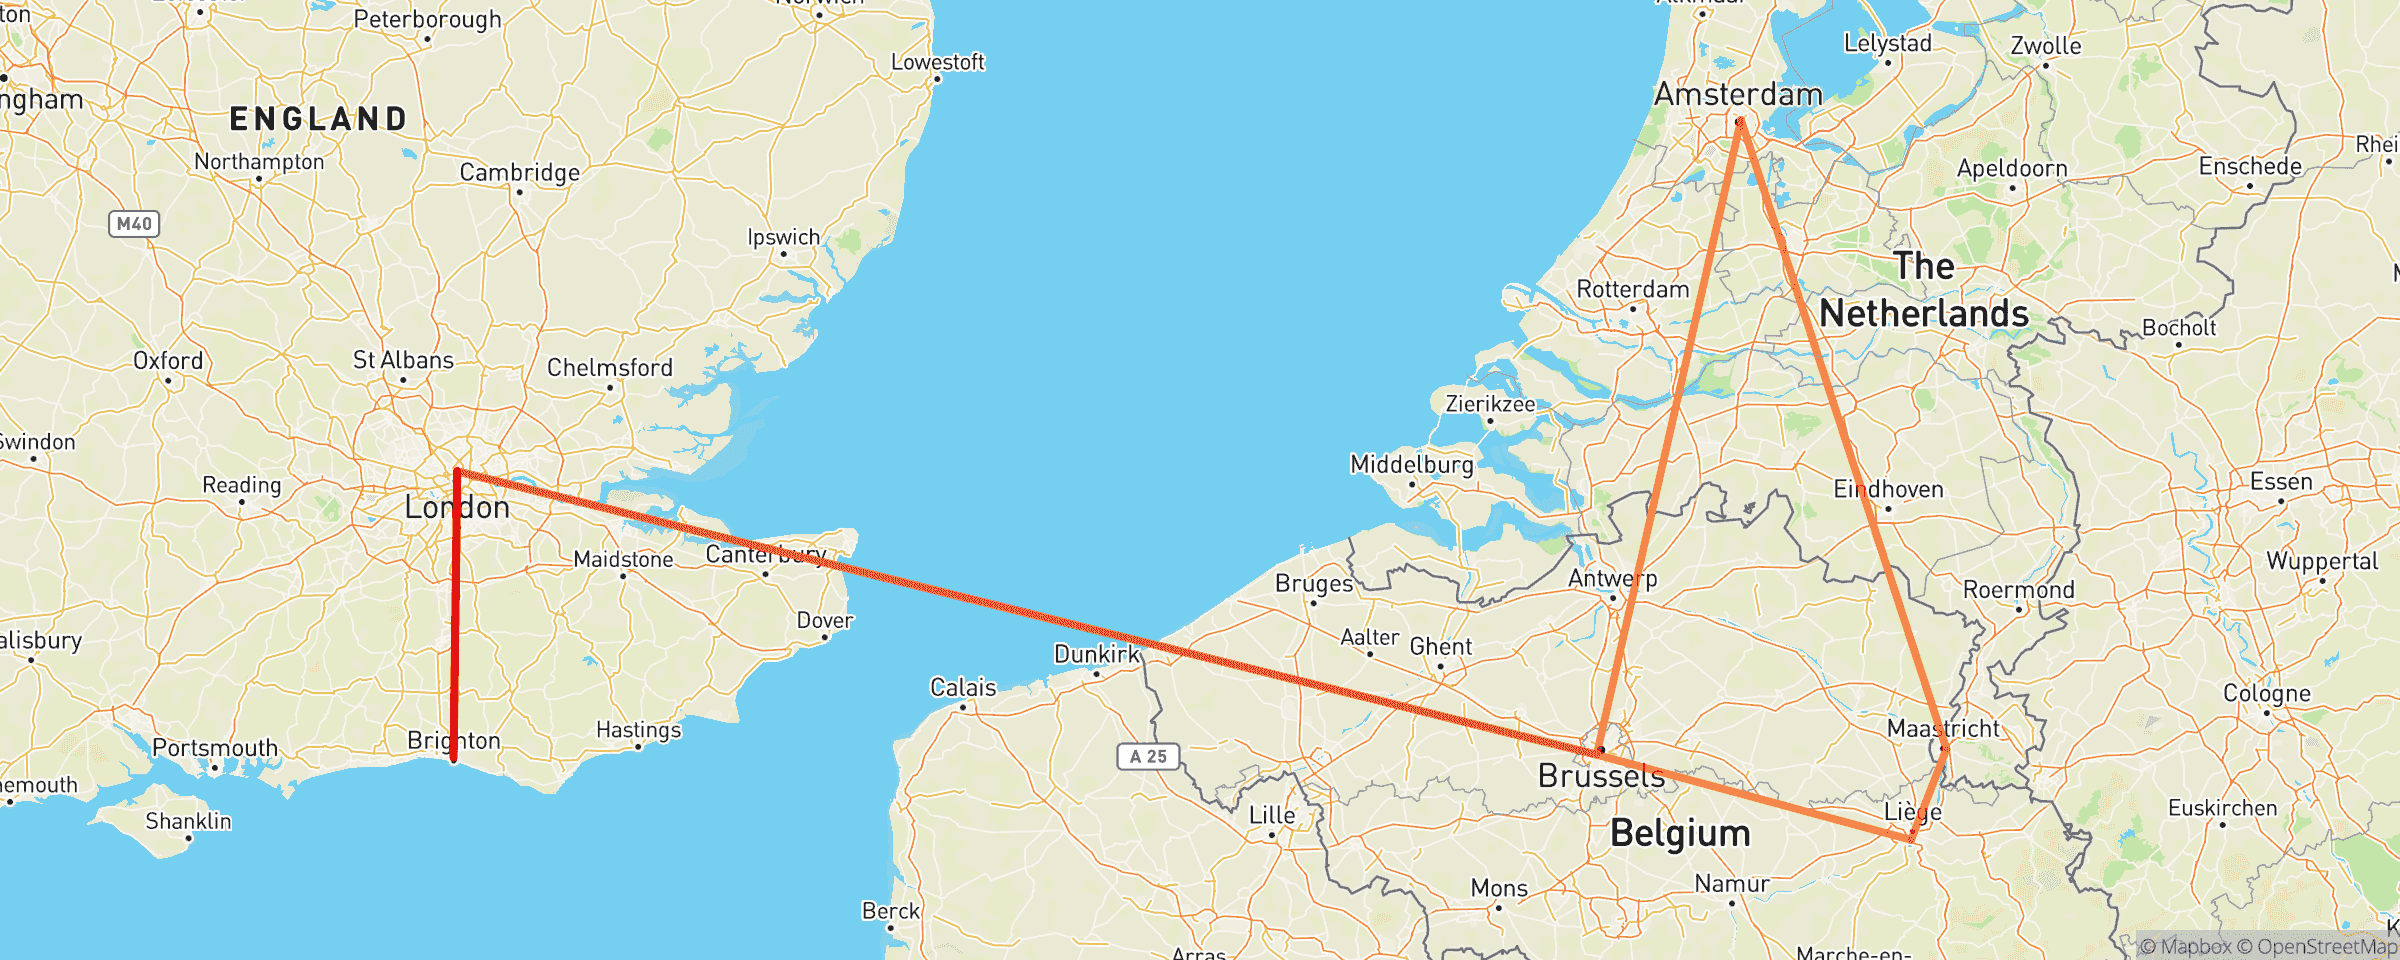 Peterborough
Norwich
Lowestoft
Alkmaar
Lelystad
Zwolle
Amsterdam
ngham
ENGLAND
Northampton
Cambridge
Apeldoorn
Enschede
Rhei
M40
Ipswich
The
Netherlands
Rotterdam
Bocholt
Oxford
St Albans
Chelmsford
Zierikzee
Swindon
Middelburg
Reading
London
Eindhoven
Essen
Maidstone
Canterbury
Bruges
Antwerp
Roermond
Wuppertal
Dover
alisbury
Aalter
Ghent
Dunkirk
Calais
Cologne
Portsmouth
Brighton
Hastings
Maastricht
A 25
Brussels
nemouth
Shanklin
Lille
Belgium
Liège
Euskirchen
Mons
Namur
Berck
Arras
Marche-en-
© Mapbox © OpenStreetMap